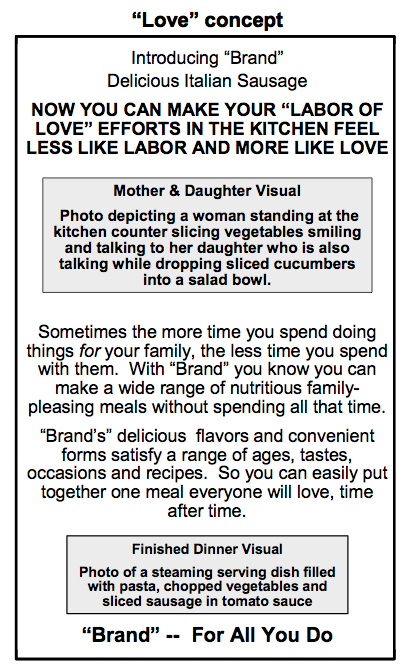 “Love” concept
Introducing “Brand”
Delicious Italian Sausage
NOW YOU CAN MAKE YOUR “LABOR OF
LOVE” EFFORTS IN THE KITCHEN FEEL
LESS LIKE LABOR AND MORE LIKE LOVE
Mother & Daughter Visual
Photo depicting a woman standing at the
kitchen counter slicing vegetables smiling
and talking to her daughter who is also
talking while dropping sliced cucumbers
into a salad bowl.
Sometimes the more time you spend doing
things for your family, the less time you spend
with them.  With “Brand” you know you can
make a wide range of nutritious family-
pleasing meals without spending all that time.
“Brand’s” delicious  flavors and convenient
forms satisfy a range of ages, tastes,
occasions and recipes.  So you can easily put
together one meal everyone will love, time
after time.
Finished Dinner Visual
Photo of a steaming serving dish filled
with pasta, chopped vegetables and
sliced sausage in tomato sauce
“Brand” --  For All You Do